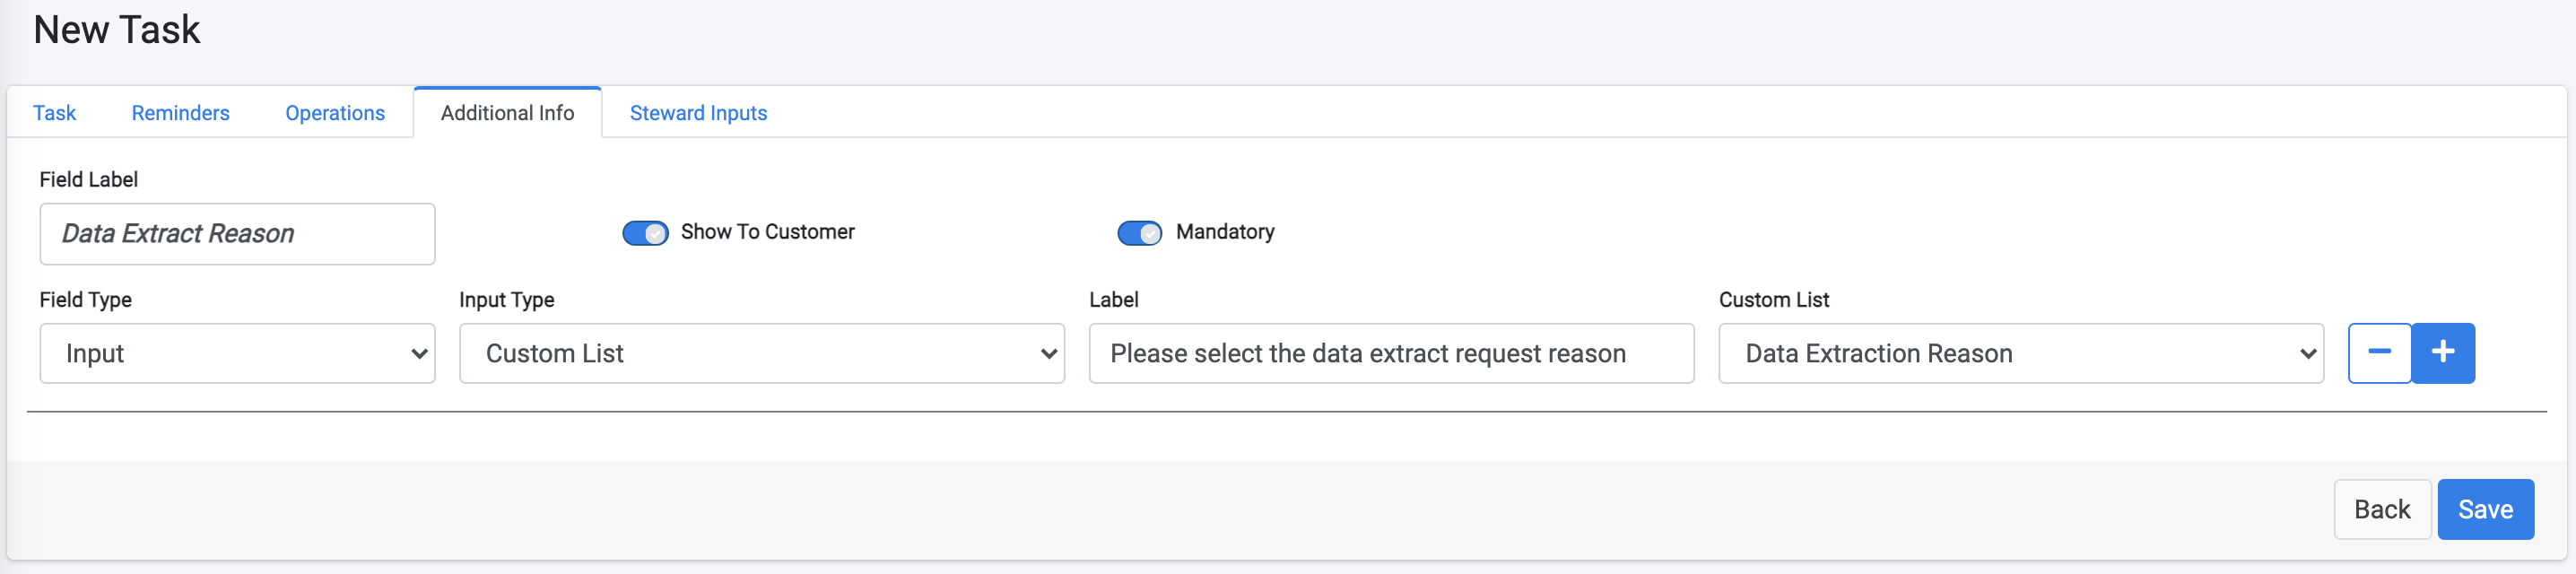 New Task
Task Reminders Operations Additional Info Steward Inputs
Field Label
Data Extract Reason Show To Customer Mandatory
Field Type Input Type Label Custom List
Input Custom List Please select the data extract request reason Data Extraction Reason
Back Save